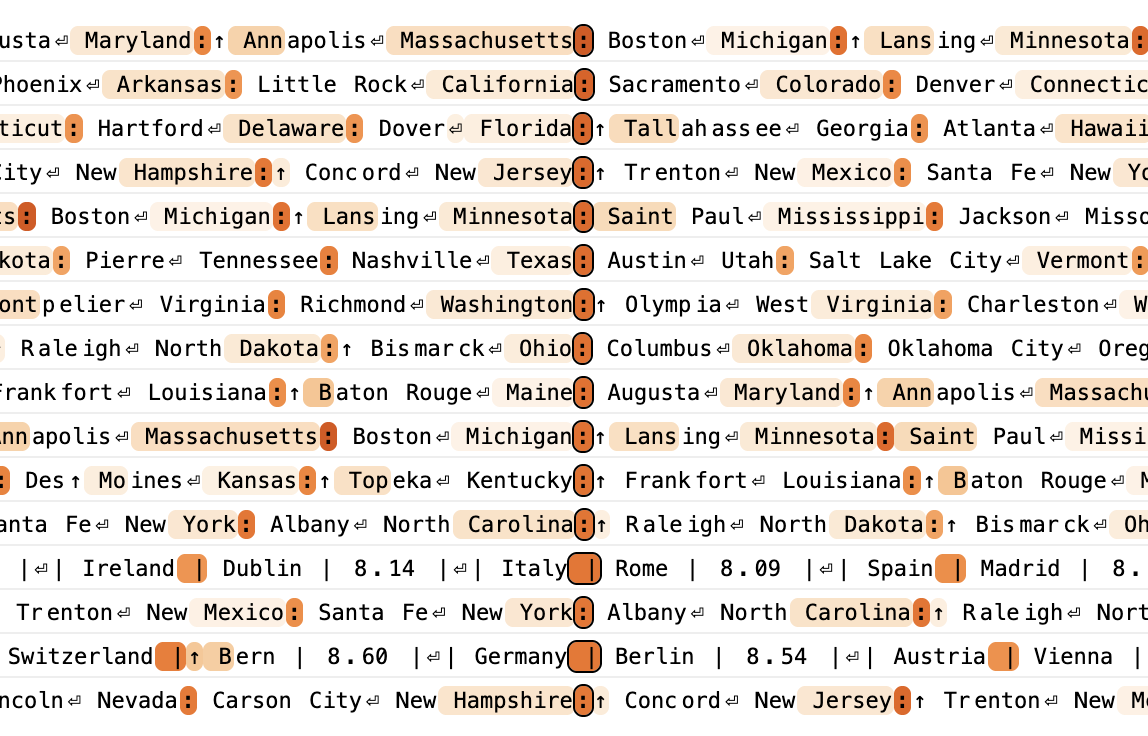 usta⏎ Maryland:↑ Annapolis⏎ Massachusetts: Boston⏎ Michigan:↑ Lansing⏎ Minnesota:
Phoenix⏎ Arkansas: Little Rock⏎ California: Sacramento⏎ Colorado: Denver⏎ Connectic
ticut: Hartford⏎ Delaware: Dover⏎ Florida:↑ Tallahassee⏎ Georgia: Atlanta⏎ Hawaii
City⏎ New Hampshire:↑ Concord⏎ New Jersey:↑ Trenton⏎ New Mexico: Santa Fe⏎ New Yo
ts: Boston⏎ Michigan:↑ Lansing⏎ Minnesota: Saint Paul⏎ Mississippi: Jackson⏎ Misso
kota: Pierre⏎ Tennessee: Nashville⏎ Texas: Austin⏎ Utah: Salt Lake City⏎ Vermont:
ontpelier⏎ Virginia: Richmond⏎ Washington:↑ Olympia⏎ West Virginia: Charleston⏎ W
Raleigh⏎ North Dakota:↑ Bismarck⏎ Ohio: Columbus⏎ Oklahoma: Oklahoma City⏎ Oreg
Frankfort⏎ Louisiana:↑ Baton Rouge⏎ Maine: Augusta⏎ Maryland:↑ Annapolis⏎ Massachu
Annapolis⏎ Massachusetts: Boston⏎ Michigan:↑ Lansing⏎ Minnesota: Saint Paul⏎ Missi
: Des↑ Moines⏎ Kansas:↑ Topeka⏎ Kentucky:↑ Frankfort⏎ Louisiana:↑ Baton Rouge⏎ M
anta Fe⏎ New York: Albany⏎ North Carolina:↑ Raleigh⏎ North Dakota:↑ Bismarck⏎ Oh
|⏎| Ireland | Dublin | 8.14 |⏎| Italy | Rome | 8.09 |⏎| Spain | Madrid | 8.
Trenton⏎ New Mexico: Santa Fe⏎ New York: Albany⏎ North Carolina:↑ Raleigh⏎ Nort
Switzerland |↑ Bern | 8.60 |⏎| Germany | Berlin | 8.54 |⏎| Austria | Vienna |
ncoln⏎ Nevada: Carson City⏎ New Hampshire:↑ Concord⏎ New Jersey:↑ Trenton⏎ New Me